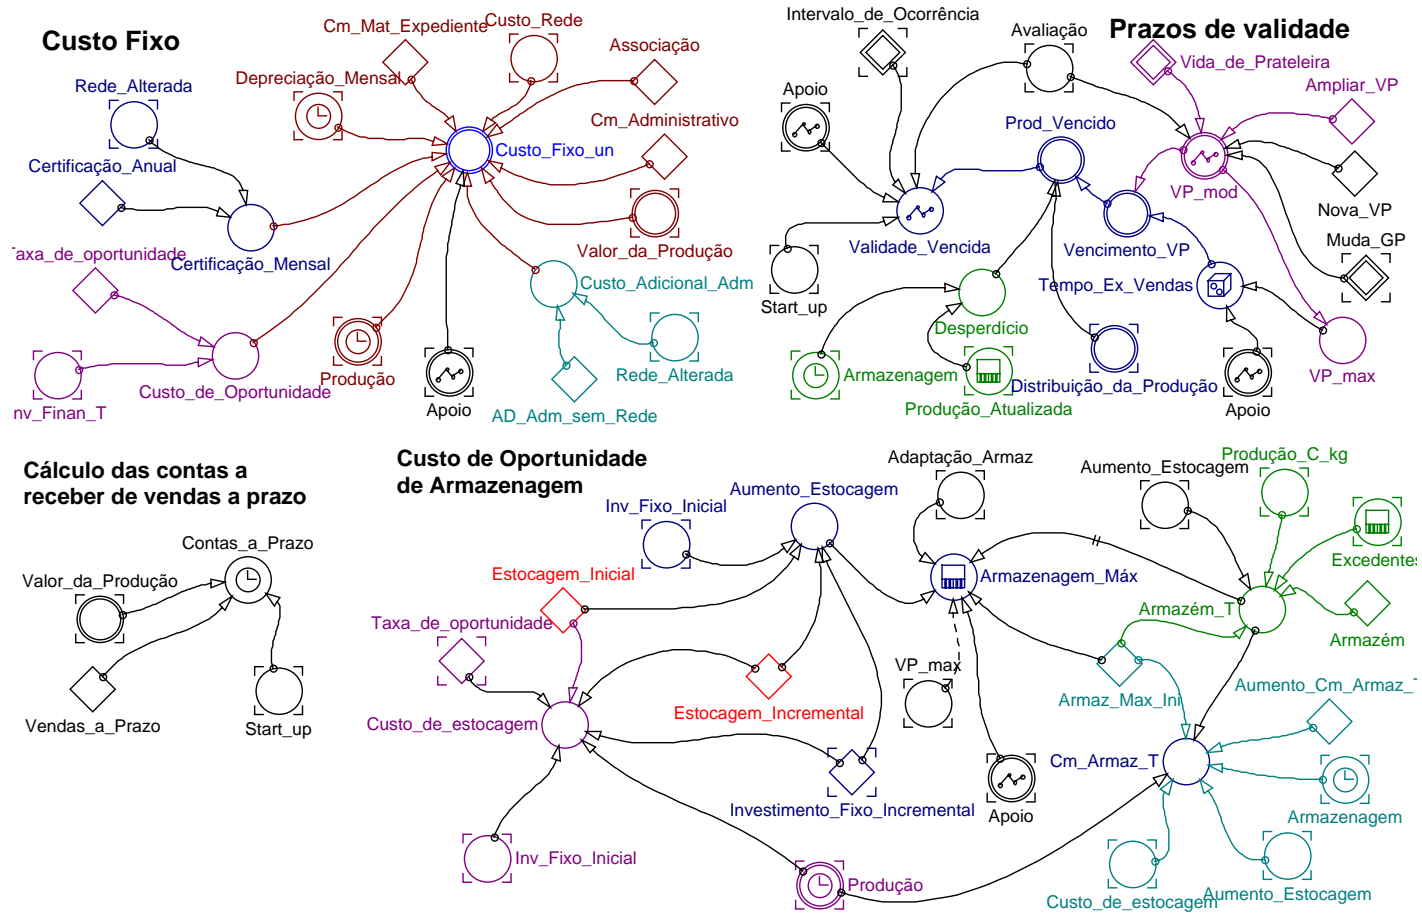 Custo Fixo
Cm_Mat_Expediente
Custo_Rede
Associação
Depreciação_Mensal
Rede_Alterada
Cm_Administrativo
Certificação_Anual
Custo_Fixo_un
Valor_da_Produção
Taxa_de_oportunidade
Certificação_Mensal
Custo_Adicional_Adm
Produção
Apoio
Rede_Alterada
Custo_de_Oportunidade
nv_Finan_T
AD_Adm_sem_Rede
Prazos de validade
Intervalo_de_Ocorrência
Avaliação
Vida_de_Prateleira
Ampliar_VP
Apoio
Prod_Vencido
VP_mod
Nova_VP
Muda_GP
Validade_Vencida
Vencimento_VP
Start_up
Tempo_Ex_Vendas
Desperdício
Armazenagem
Distribuição_da_Produção
VP_max
Produção_Atualizada
Apoio
Cálculo das contas a
receber de vendas a prazo
Contas_a_Prazo
Valor_da_Produção
Vendas_a_Prazo
Start_up
Custo de Oportunidade
de Armazenagem
Adaptação_Armaz
Produção_C_kg
Aumento_Estocagem
Aumento_Estocagem
Inv_Fixo_Inicial
Excedentes
Estocagem_Inicial
Armazenagem_Máx
Armazém_T
Taxa_de_oportunidade
Armazém
VP_max
Armaz_Max_Ini
Aumento_Cm_Armaz_T
Estocagem_Incremental
Custo_de_estocagem
Cm_Armaz_T
Investimento_Fixo_Incremental
Apoio
Armazenagem
Inv_Fixo_Inicial
Produção
Custo_de_estocagem
Aumento_Estocagem